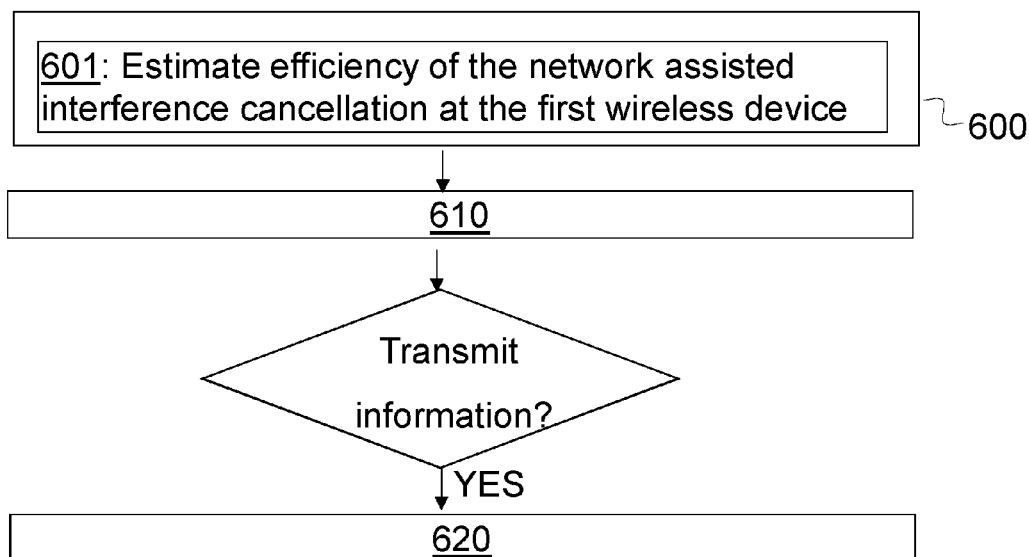 601: Estimate efficiency of the network assisted
interference cancellation at the first wireless device
600
610
Transmit
information?
YES
620